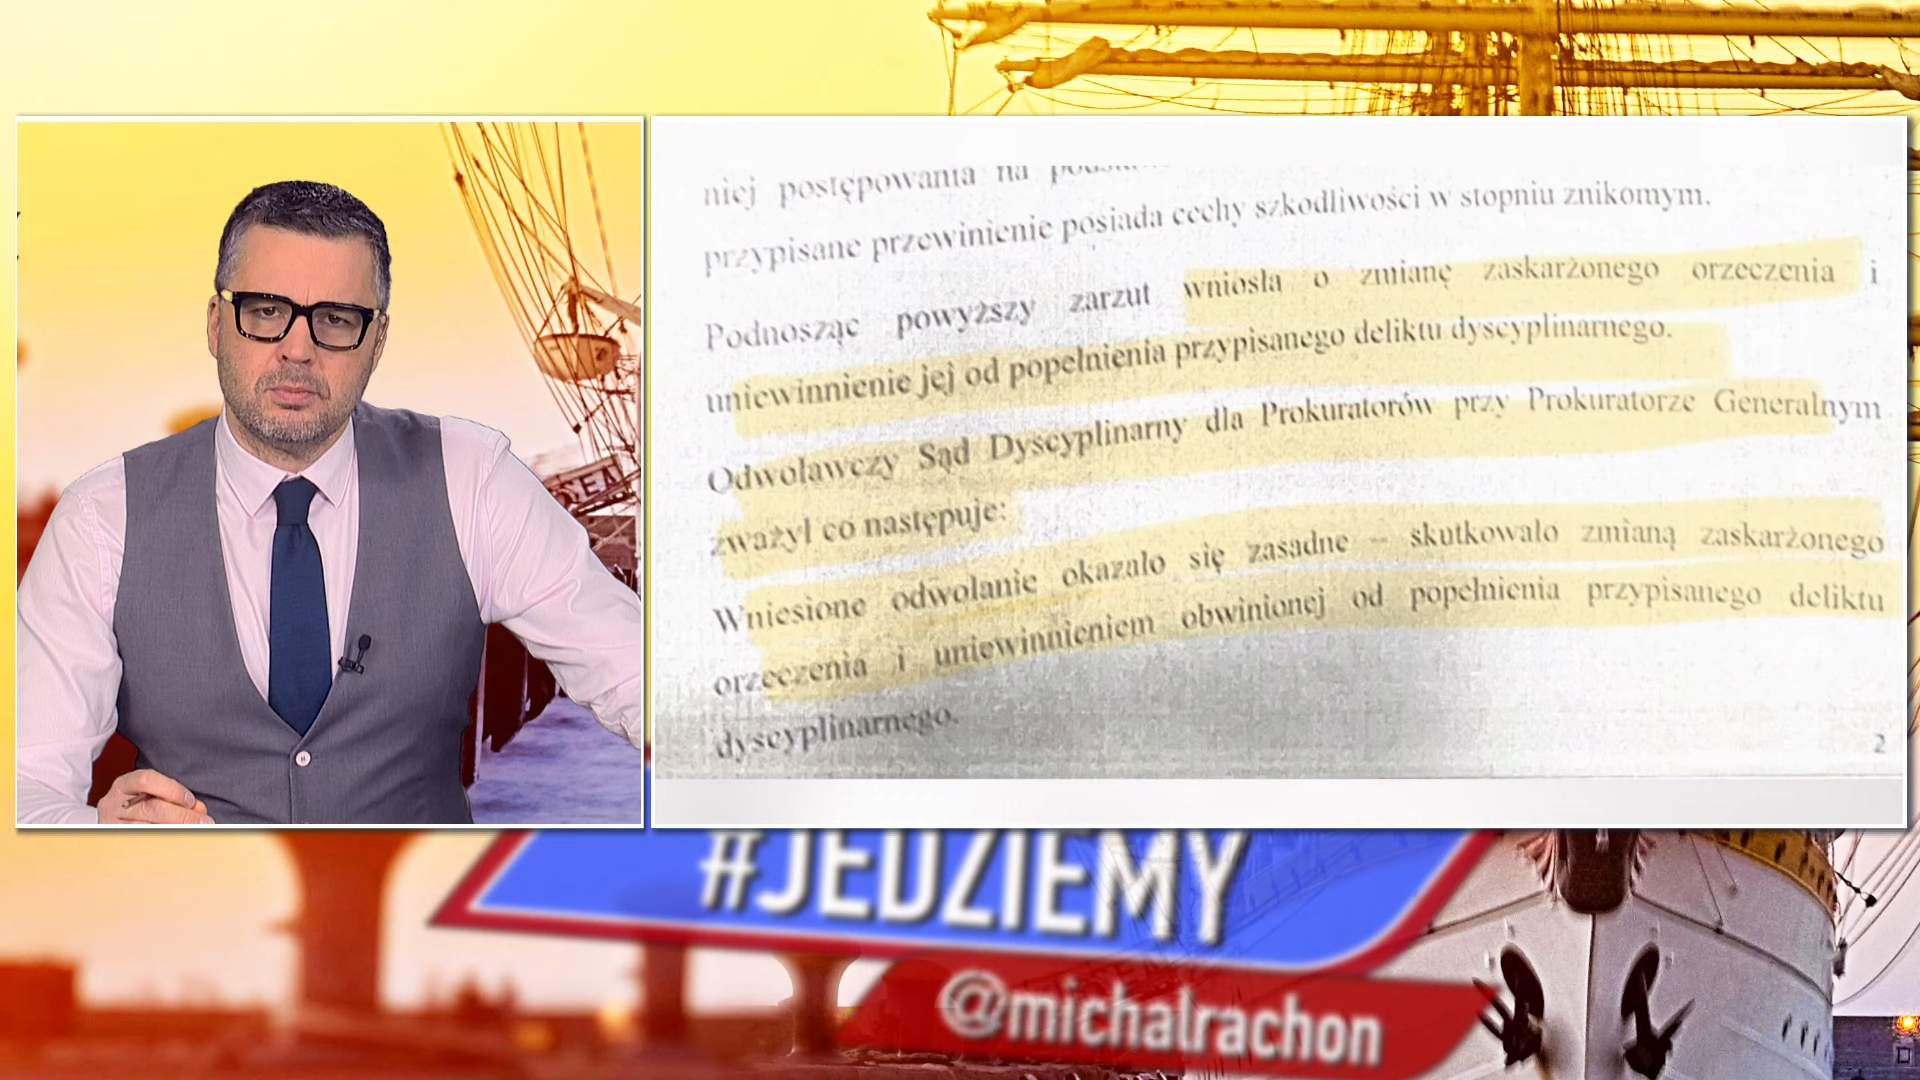 niej postępowania na
przypisane przewinienie posiada cechy szkodliwości w stopniu znikomym.
Podnosząc powyższy zarzut wniosła o zmianę zaskarżonego orzeczenia i
uniewinnienie jej od popełnienia przypisanego deliktu dyscyplinarnego.
Odwoławczy Sąd Dyscyplinarny dla Prokuratorów przy Prokuratorze Generalnym
zważył co następuje:
Wniesione odwołanie okazało się zasadne – skutkowało zmianą zaskarżonego
orzeczenia i uniewinnieniem obwinionej od popełnienia przypisanego deliktu
dyscyplinarnego.
2
#JEDZIEMY
@michalrachon